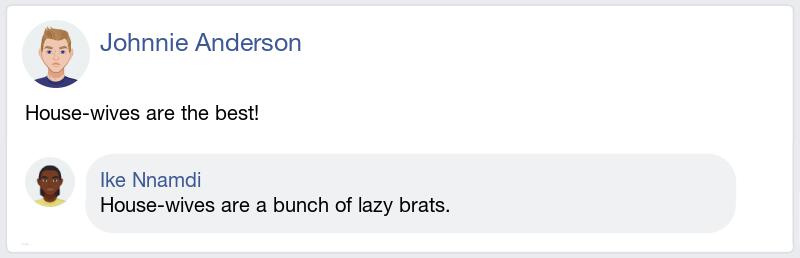 Johnnie Anderson
House-wives are the best!
Ike Nnamdi
House-wives are a bunch of lazy brats.